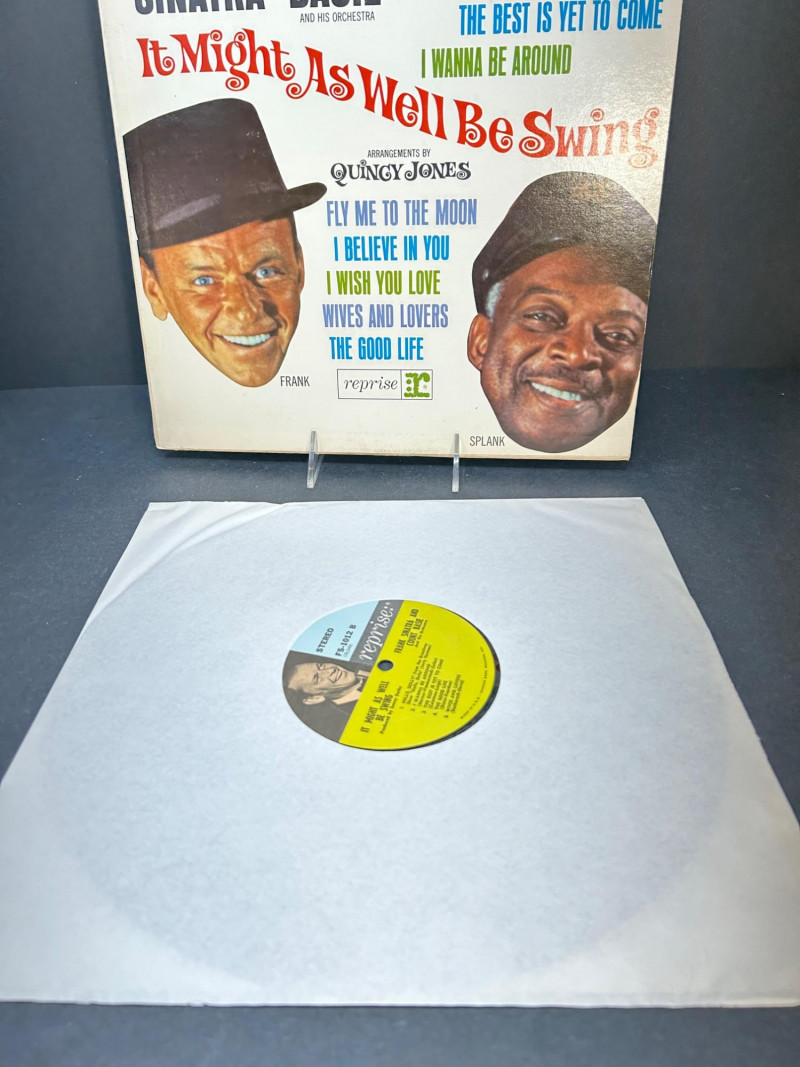 SINATRA BASIE
AND HIS ORCHESTRA
THE BEST IS YET TO COME
I WANNA BE AROUND
It Might As Well Be Swing
ARRANGEMENTS BY
QUINCY JONES
FLY ME TO THE MOON
I BELIEVE IN YOU
I WISH YOU LOVE
WIVES AND LOVERS
THE GOOD LIFE
FRANK
reprise r:
SPLANK
STEREO
FS-1012 B
reprise:
FRANK SINATRA AND
COUNT BASIE
IT MIGHT AS WELL
BE SWING